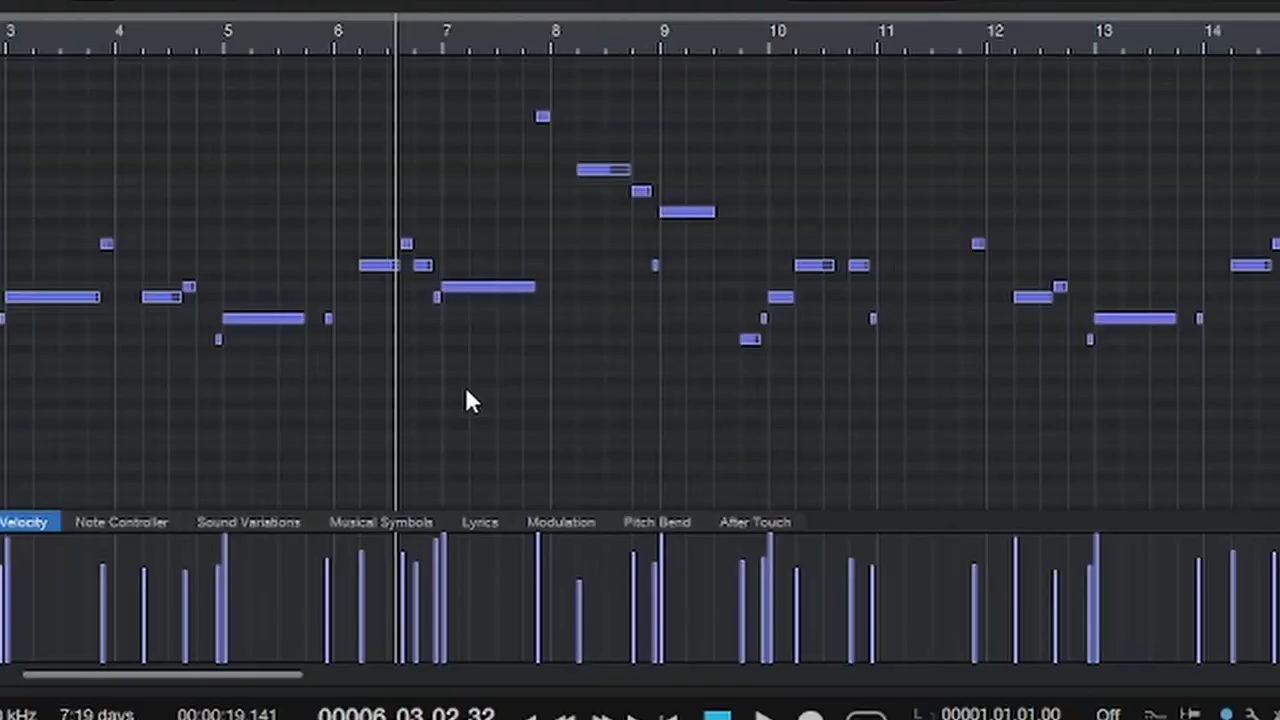 3 4 5 6 7 8 9 10 11 12 13 14
Velocity Note Controller Sound Variations Musical Symbols Lyrics Modulation Pitch Bend After Touch
kHz 7:19 days 00:00:19.141 00006.03.02.32 L 00001.01.01.00 Off